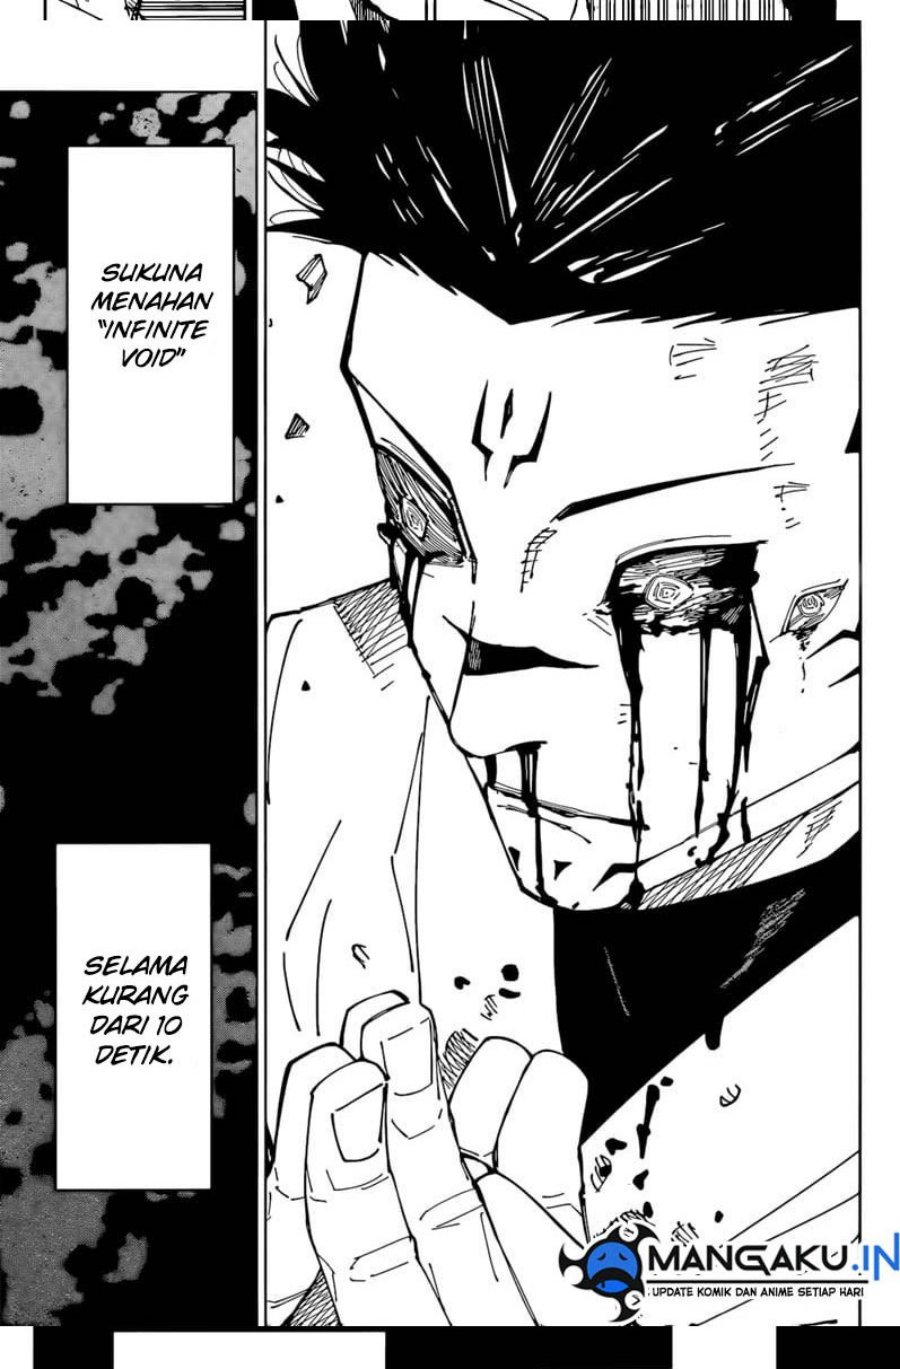 SUKUNA
MENAHAN
"INFINITE
VOID"
SELAMA
KURANG
DARI 10
DETIK.
MANGAKU.IN
UPDATE KOMIK DAN ANIME SETIAP HARI